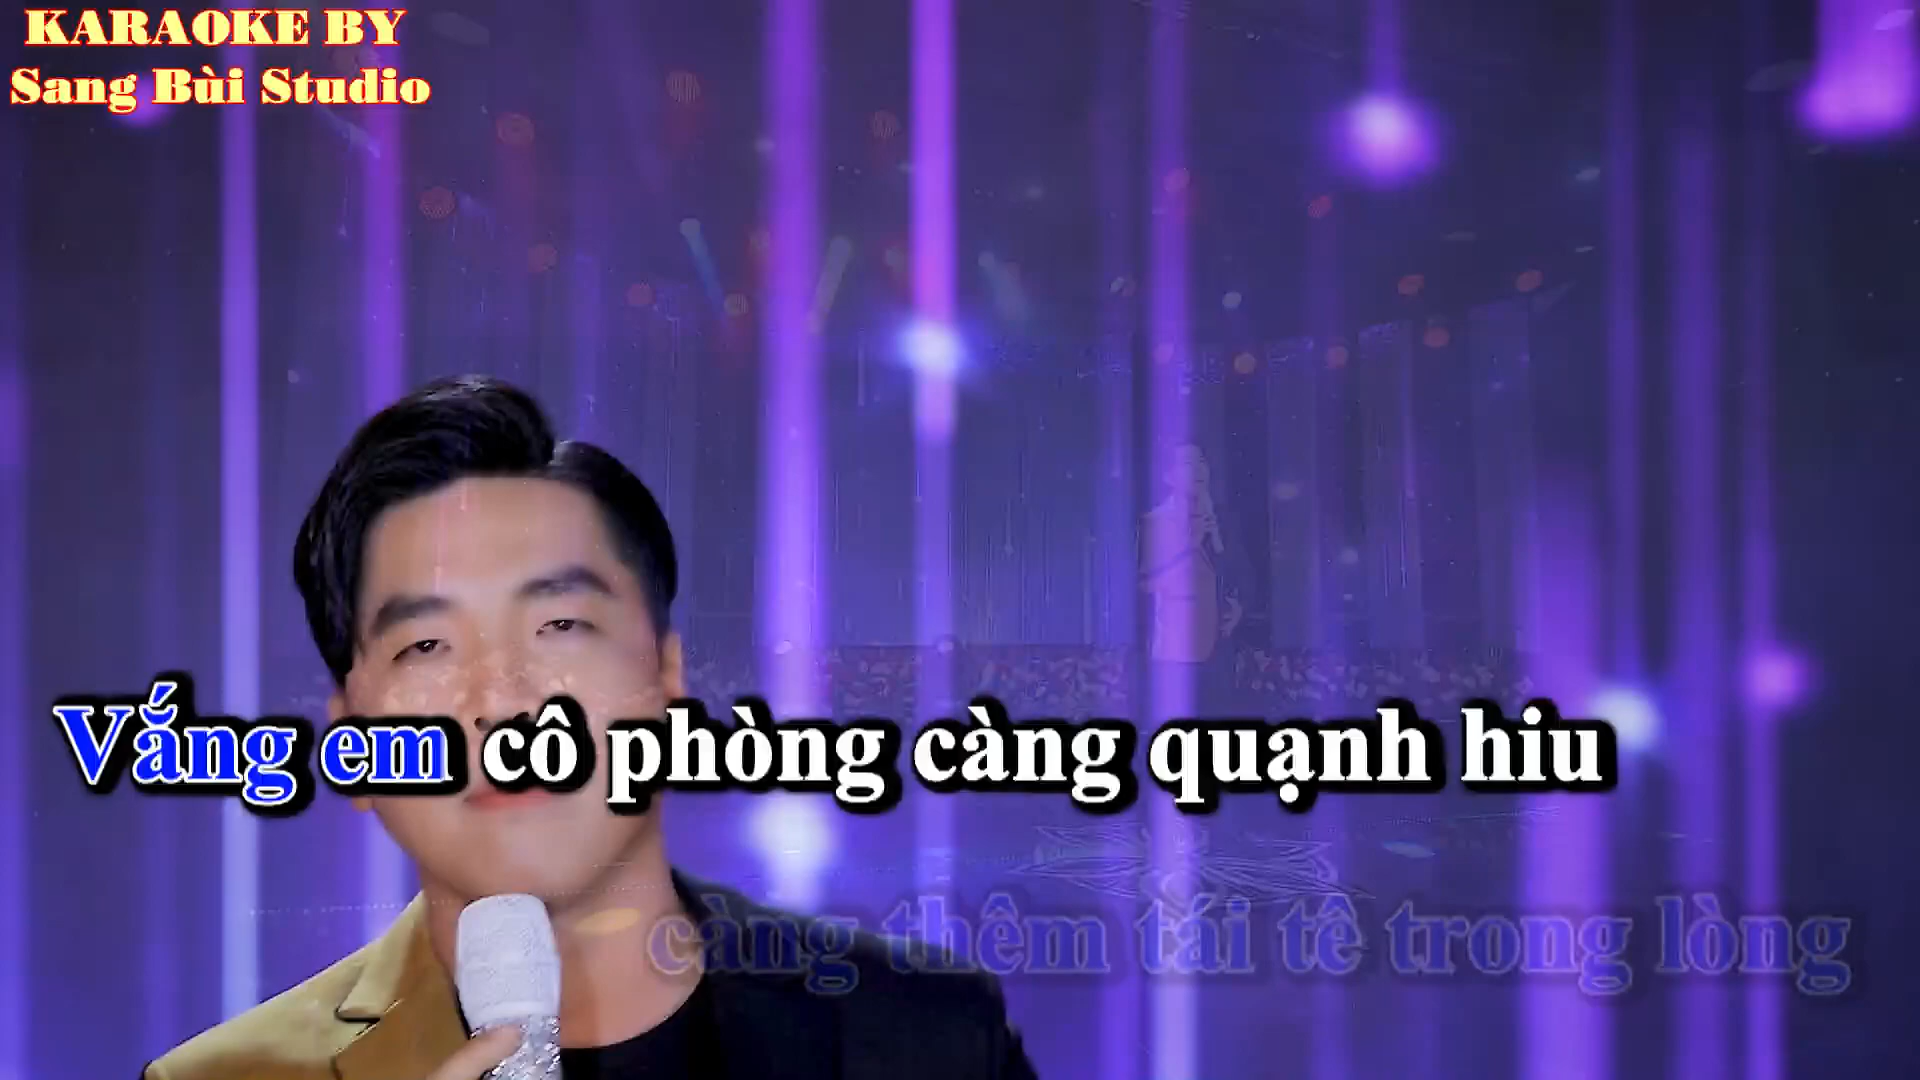 KARAOKE BY
Sang Bùi Studio
Vắng em cô phòng càng quạnh hiu
càng thêm tái tê trong lòng